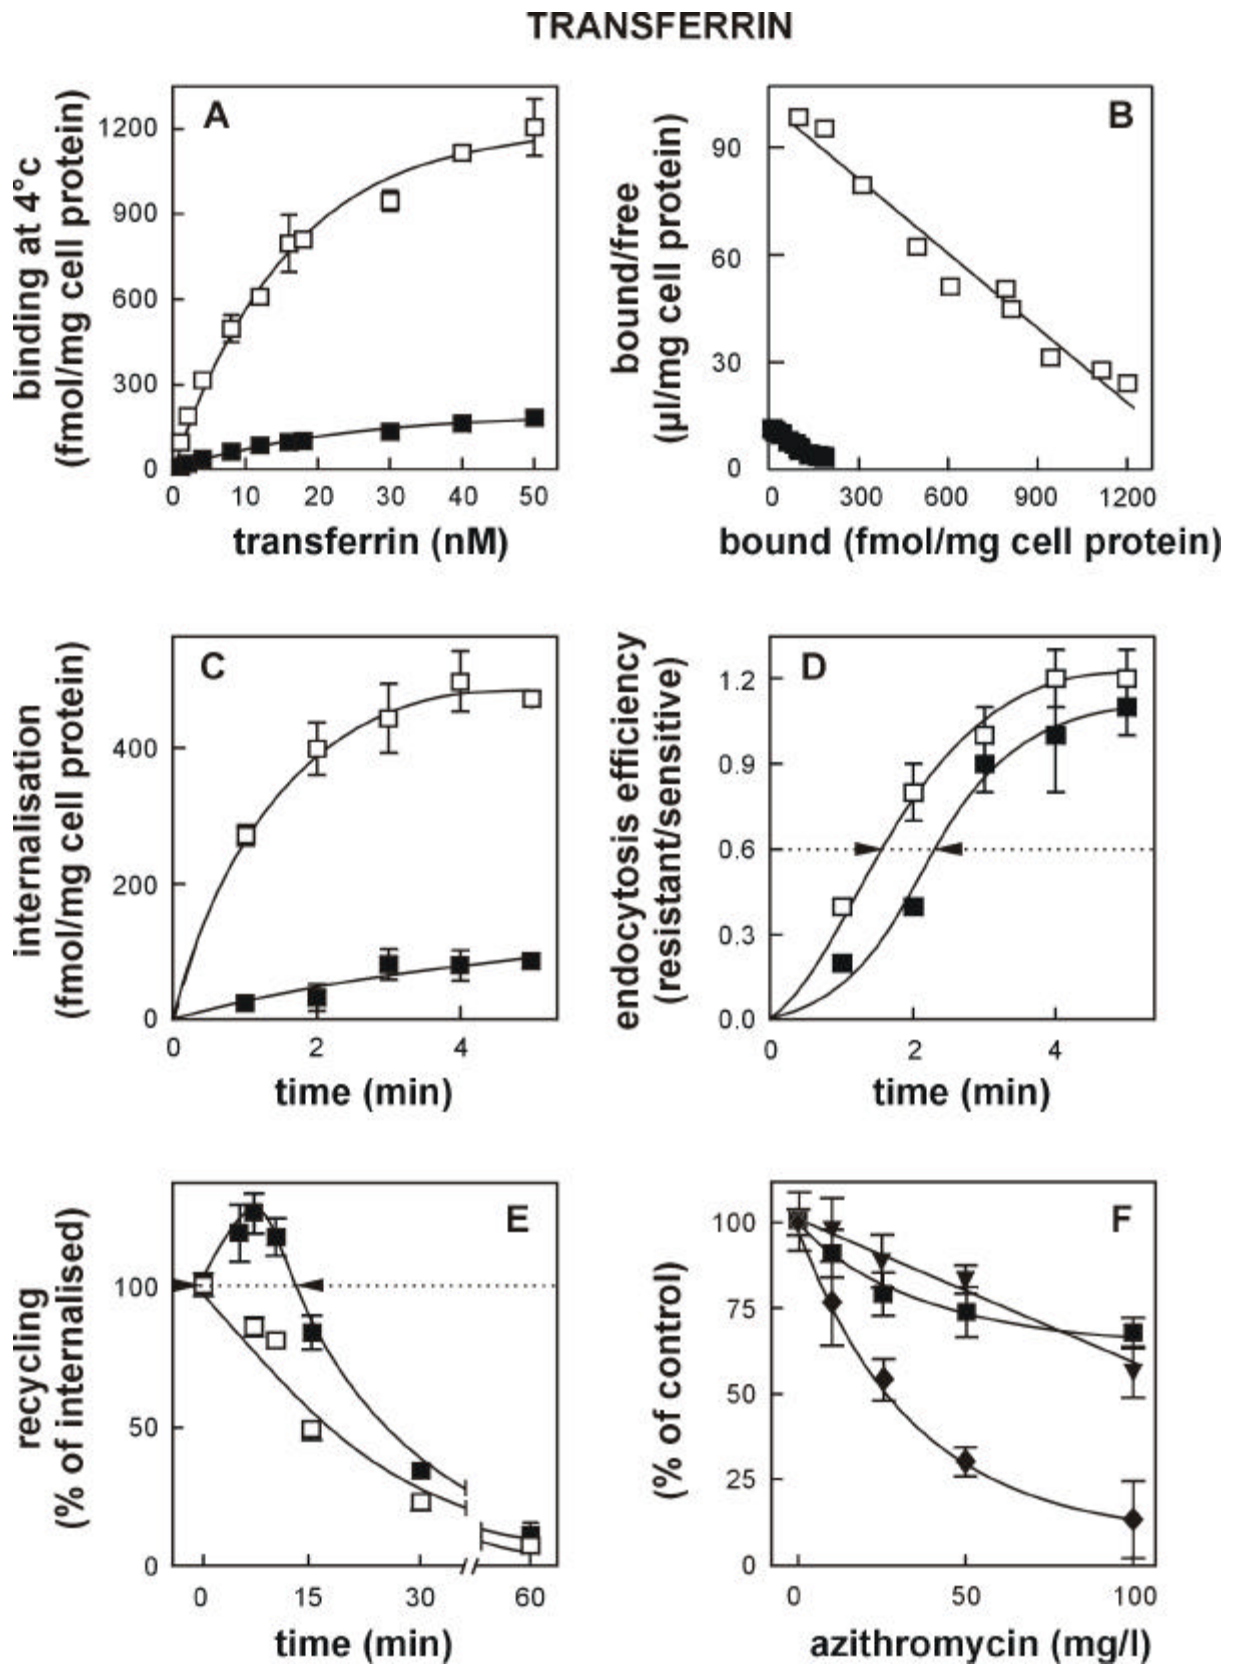 TRANSFERRIN
A
binding at 4°c
(fmol/mg cell protein)
1200
900
600
300
0
0 10 20 30 40 50
transferrin (nM)
B
bound/free
(µl/mg cell protein)
90
60
30
0
0 300 600 900 1200
bound (fmol/mg cell protein)
C
internalisation
(fmol/mg cell protein)
400
200
0
0 2 4
time (min)
D
endocytosis efficiency
(resistant/sensitive)
1.2
0.9
0.6
0.3
0.0
0 2 4
time (min)
E
recycling
(% of internalised)
100
50
0
0 15 30 60
time (min)
F
(% of control)
100
75
50
25
0
0 50 100
azithromycin (mg/l)